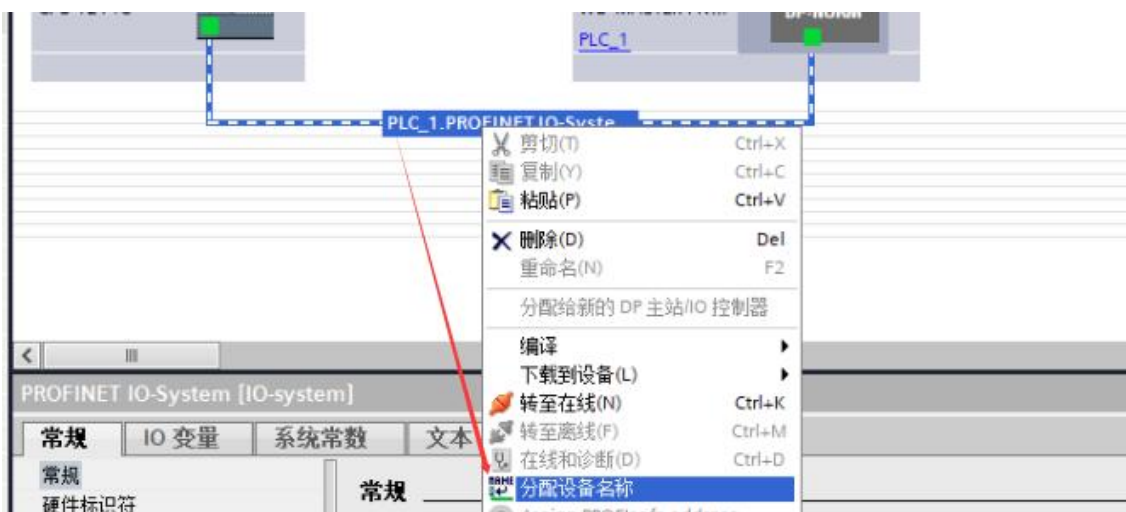 PLC_1
PLC_1.PROFINET IO-Syste...
剪切(T) Ctrl+X
复制(Y) Ctrl+C
粘贴(P) Ctrl+V
删除(D) Del
重命名(N) F2
分配给新的 DP 主站/IO 控制器
编译
下载到设备(L)
转至在线(N) Ctrl+K
转至离线(F) Ctrl+M
在线和诊断(D) Ctrl+D
分配设备名称
PROFINET IO-System [IO-system]
常规 IO 变量 系统常数 文本
常规
硬件标识符
常规